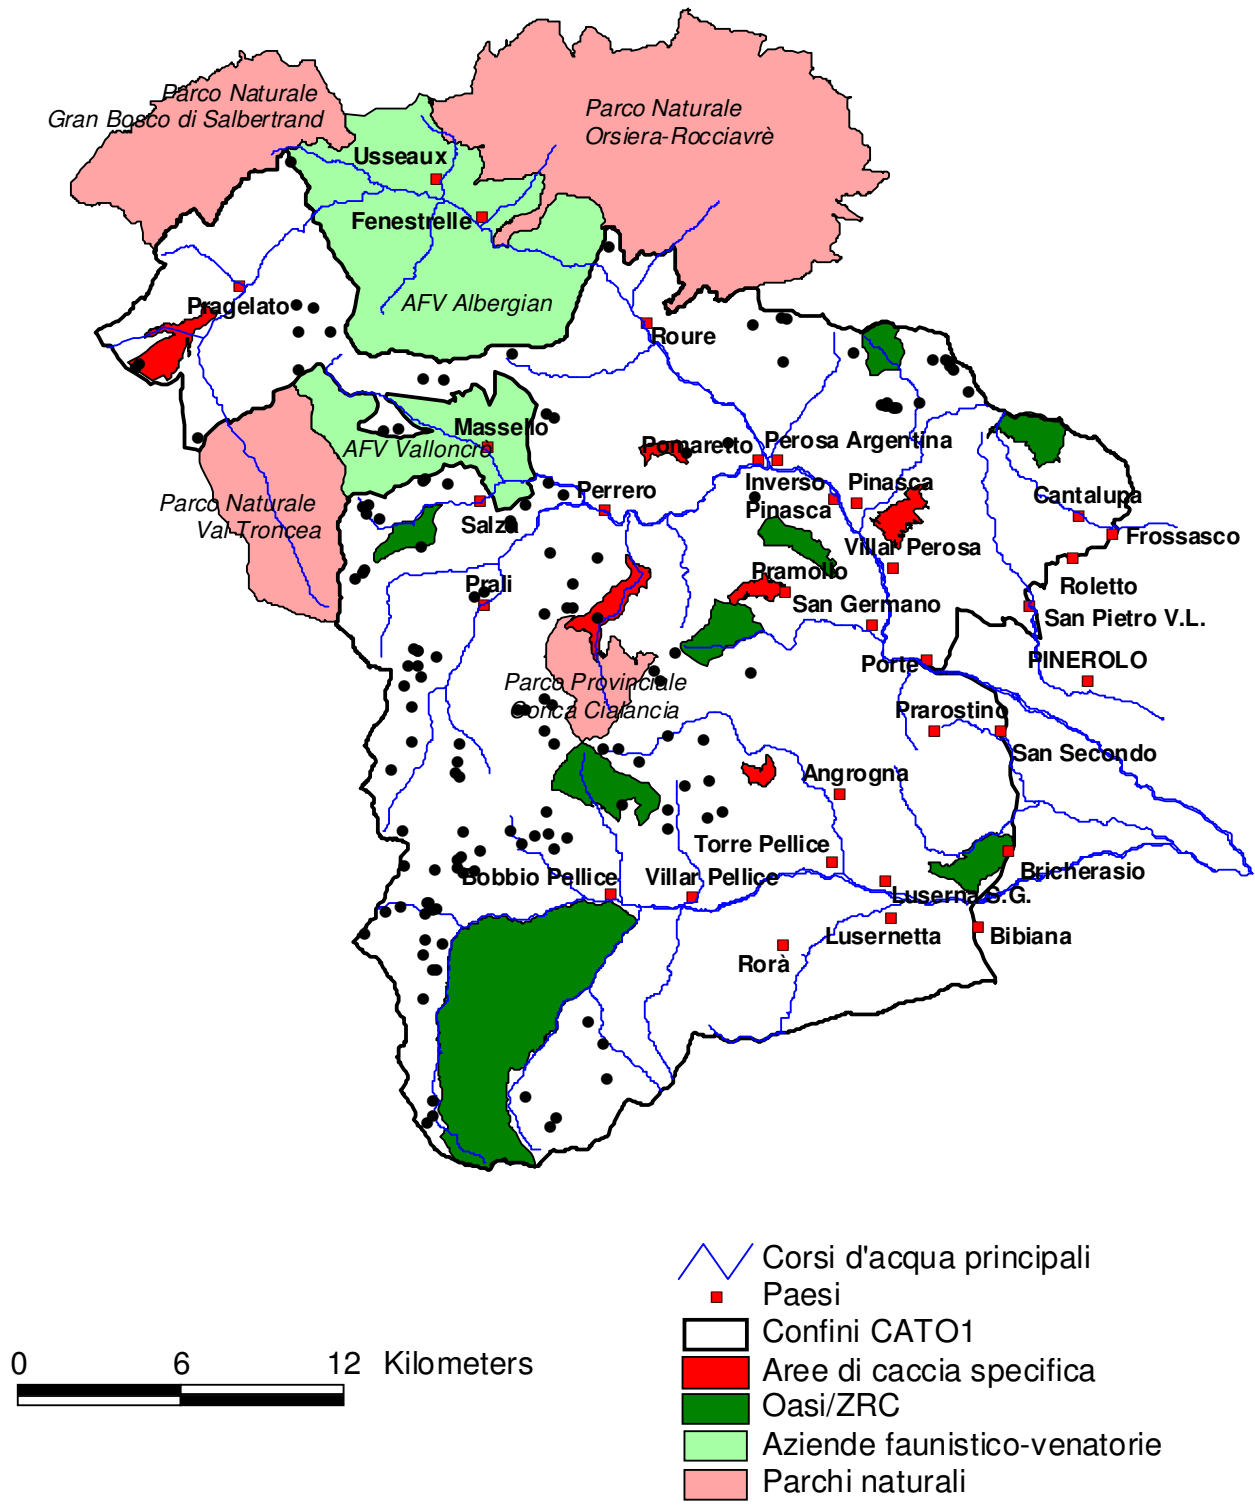 Parco Naturale
Gran Bosco di Salbertrand
Parco Naturale
Orsiera-Rocciavrè
Usseaux
Fenestrelle
AFV Albergian
Pragelato
Roure
Massello
AFV Valloncrò
Pomaretto
Perosa Argentina
Inverso
Pinasca
Pinasca
Cantalupa
Perrero
Parco Naturale
Val Troncea
Salza
Frossasco
Villar Perosa
Pramollo
Roletto
Prali
San Germano
San Pietro V.L.
Porte
PINEROLO
Parco Provinciale
Conca Cialancia
Prarostino
San Secondo
Angrogna
Torre Pellice
Bobbio Pellice
Villar Pellice
Bricherasio
Luserna S.G.
Lusernetta
Bibiana
Rorà
Corsi d'acqua principali
Paesi
Confini CATO1
Aree di caccia specifica
Oasi/ZRC
Aziende faunistico-venatorie
Parchi naturali
0 6 12 Kilometers